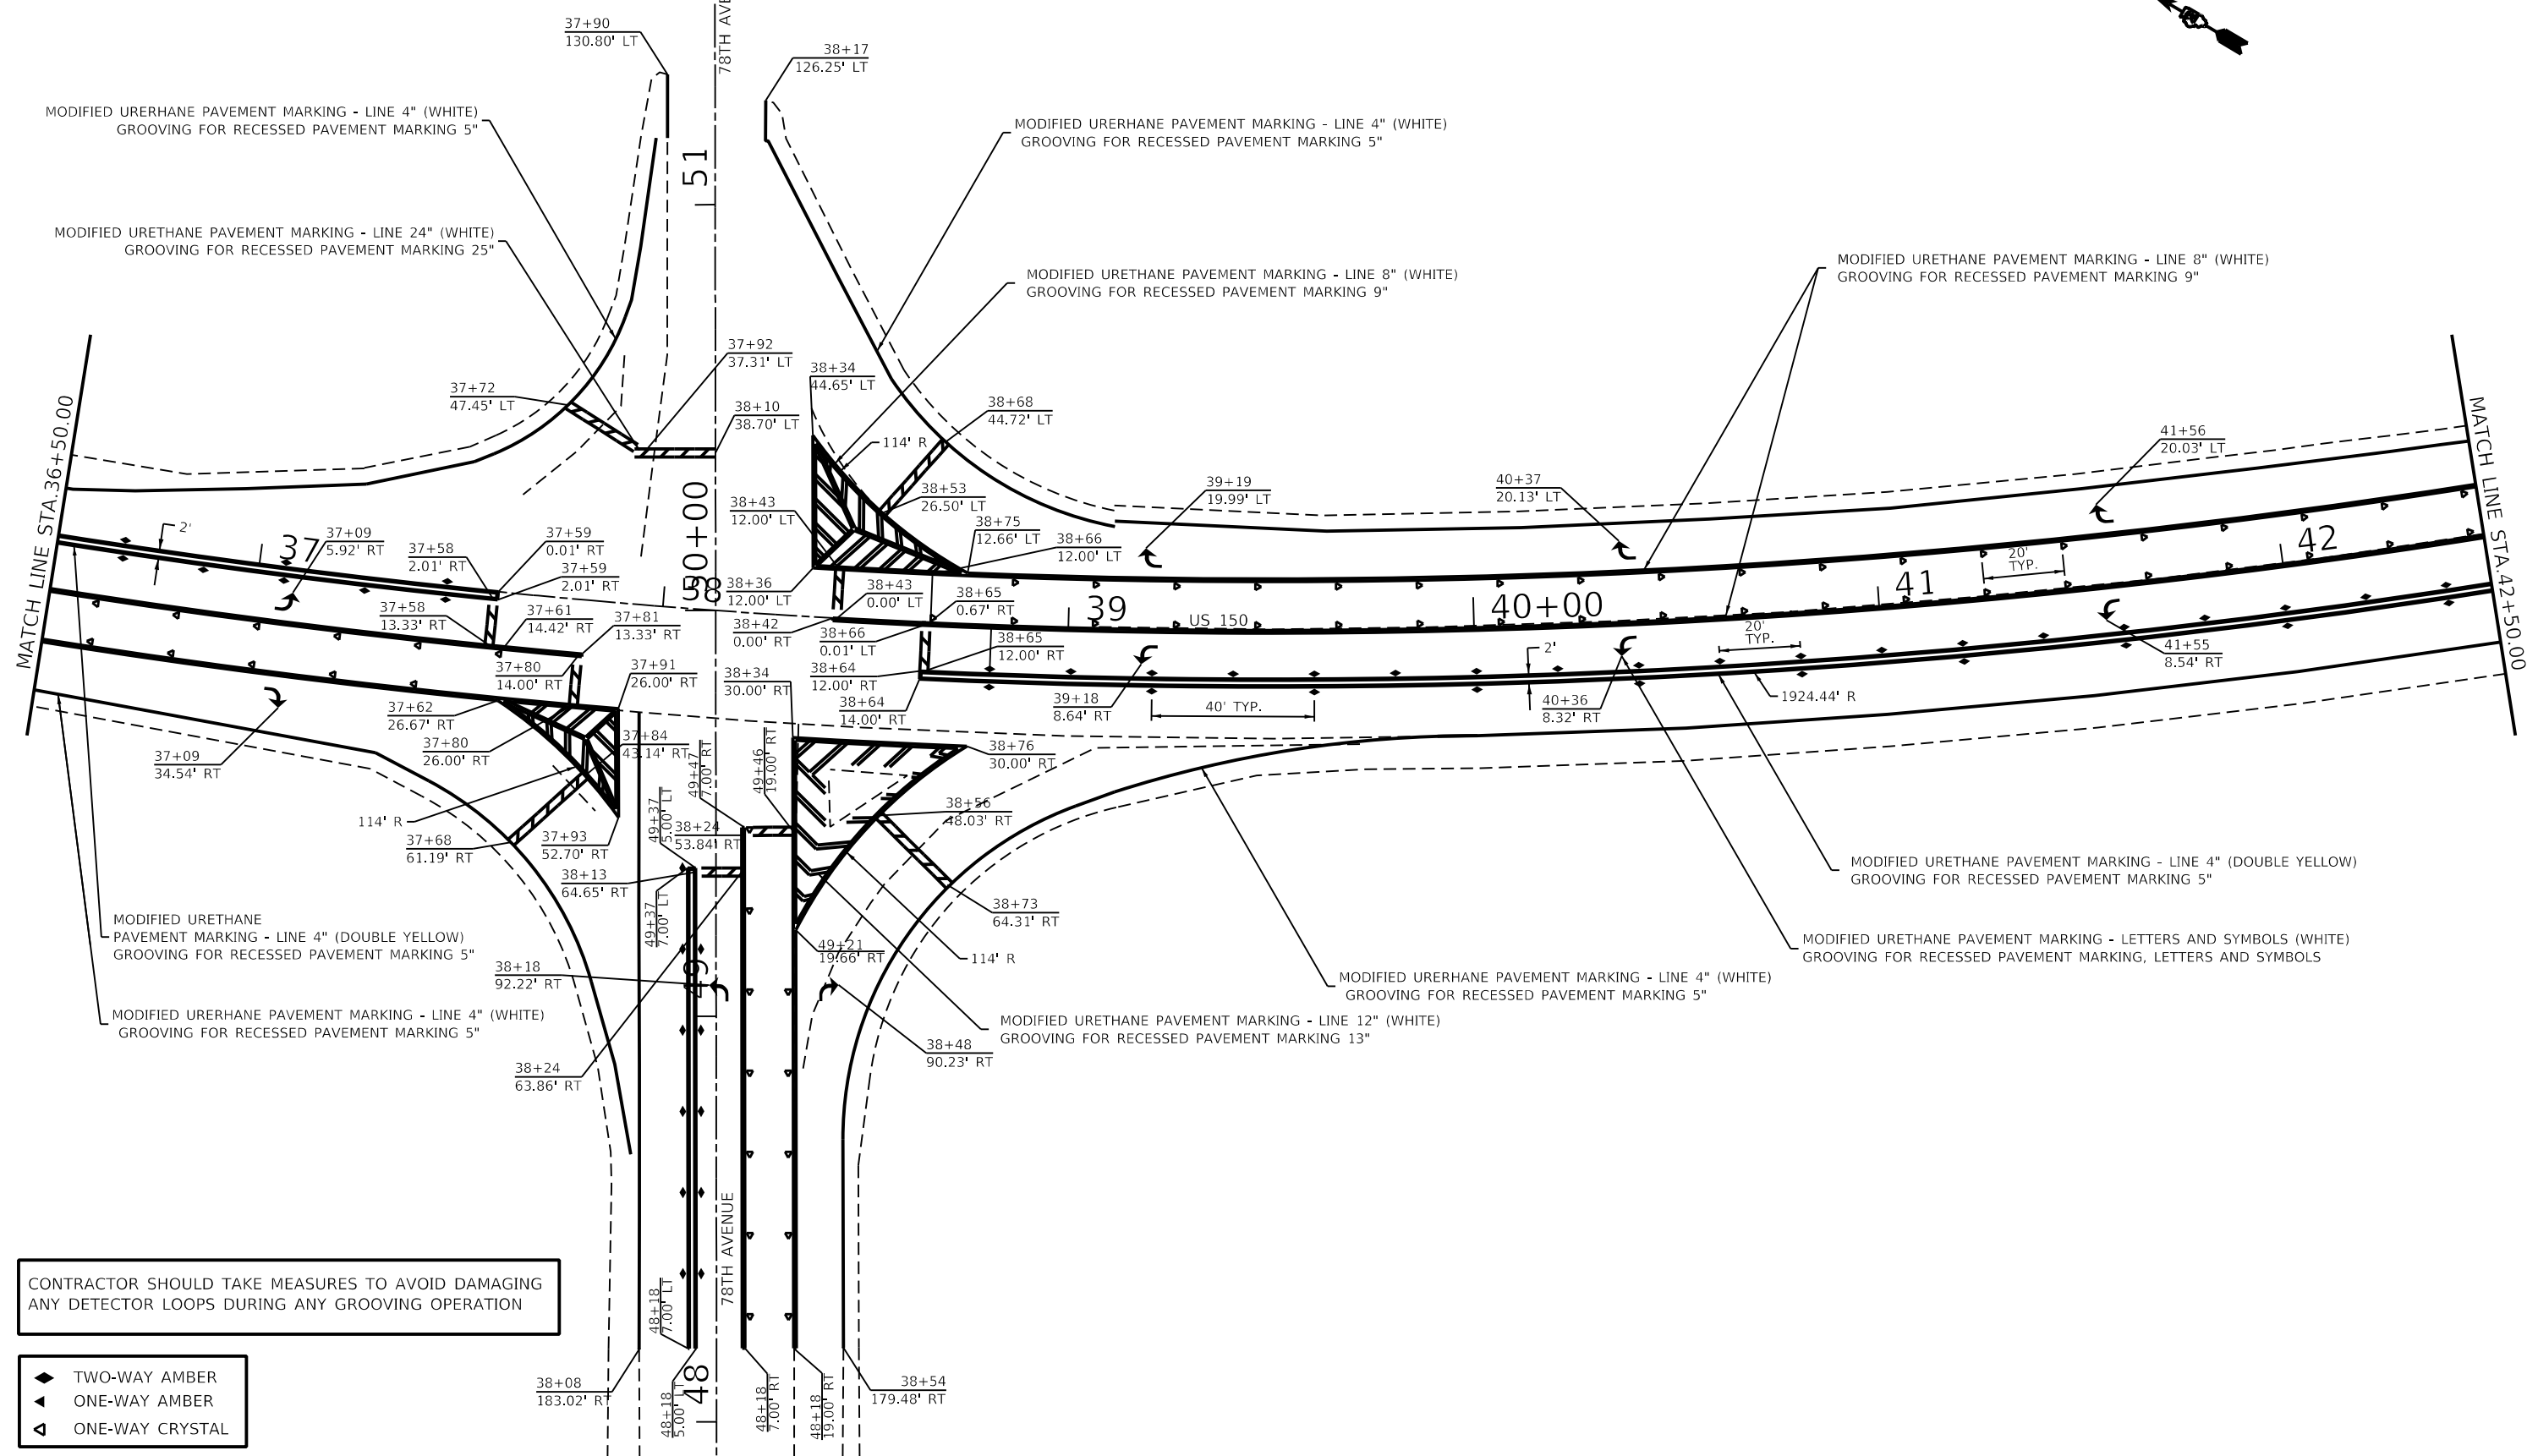 37+90
130.80' LT
78TH AVE
38+17
126.25' LT
MODIFIED URERHANE PAVEMENT MARKING - LINE 4" (WHITE)
GROOVING FOR RECESSED PAVEMENT MARKING 5"
MODIFIED URERHANE PAVEMENT MARKING - LINE 4" (WHITE)
GROOVING FOR RECESSED PAVEMENT MARKING 5"
51
MODIFIED URETHANE PAVEMENT MARKING - LINE 24" (WHITE)
GROOVING FOR RECESSED PAVEMENT MARKING 25"
MODIFIED URETHANE PAVEMENT MARKING - LINE 8" (WHITE)
GROOVING FOR RECESSED PAVEMENT MARKING 9"
MODIFIED URETHANE PAVEMENT MARKING - LINE 8" (WHITE)
GROOVING FOR RECESSED PAVEMENT MARKING 9"
37+92
37.31' LT
38+34
44.65' LT
37+72
47.45' LT
38+10
38.70' LT
38+68
44.72' LT
114' R
MATCH LINE STA.36+50.00
MATCH LINE STA.42+50.00
41+56
20.03' LT
40+37
20.13' LT
39+19
19.99' LT
38+53
26.50' LT
38+43
12.00' LT
38+75
12.66' LT
38+66
12.00' LT
50+00
2'
37
37+09
5.92' RT
37+58
2.01' RT
37+59
0.01' RT
37+59
2.01' RT
38
38+36
12.00' LT
38+43
0.00' LT
38+65
0.67' RT
39
US 150
40+00
41
42
20'
TYP.
37+58
13.33' RT
37+61
14.42' RT
37+81
13.33' RT
38+42
0.00' RT
38+66
0.01' LT
38+65
12.00' RT
20'
TYP.
2'
41+55
8.54' RT
37+80
14.00' RT
37+91
26.00' RT
38+34
30.00' RT
38+64
12.00' RT
38+64
14.00' RT
39+18
8.64' RT
40' TYP.
40+36
8.32' RT
1924.44' R
37+62
26.67' RT
37+80
26.00' RT
37+84
43.14' RT
37+09
34.54' RT
49+47
7.00' RT
49+46
19.00' RT
38+76
30.00' RT
49+37
5.00' LT
38+24
53.84' RT
38+56
48.03' RT
114' R
37+68
61.19' RT
37+93
52.70' RT
38+13
64.65' RT
49+37
7.00' LT
38+73
64.31' RT
MODIFIED URETHANE PAVEMENT MARKING - LINE 4" (DOUBLE YELLOW)
GROOVING FOR RECESSED PAVEMENT MARKING 5"
MODIFIED URETHANE
PAVEMENT MARKING - LINE 4" (DOUBLE YELLOW)
GROOVING FOR RECESSED PAVEMENT MARKING 5"
49+21
19.66' RT
114' R
MODIFIED URETHANE PAVEMENT MARKING - LETTERS AND SYMBOLS (WHITE)
GROOVING FOR RECESSED PAVEMENT MARKING, LETTERS AND SYMBOLS
38+18
92.22' RT
49
MODIFIED URERHANE PAVEMENT MARKING - LINE 4" (WHITE)
GROOVING FOR RECESSED PAVEMENT MARKING 5"
MODIFIED URERHANE PAVEMENT MARKING - LINE 4" (WHITE)
GROOVING FOR RECESSED PAVEMENT MARKING 5"
MODIFIED URETHANE PAVEMENT MARKING - LINE 12" (WHITE)
GROOVING FOR RECESSED PAVEMENT MARKING 13"
38+48
90.23' RT
38+24
63.86' RT
78TH AVENUE
CONTRACTOR SHOULD TAKE MEASURES TO AVOID DAMAGING
ANY DETECTOR LOOPS DURING ANY GROOVING OPERATION
48+18
7.00' LT
TWO-WAY AMBER
ONE-WAY AMBER
ONE-WAY CRYSTAL
38+08
183.02' RT
48+18
5.00' LT
48
48+18
7.00' RT
48+18
19.00' RT
38+54
179.48' RT